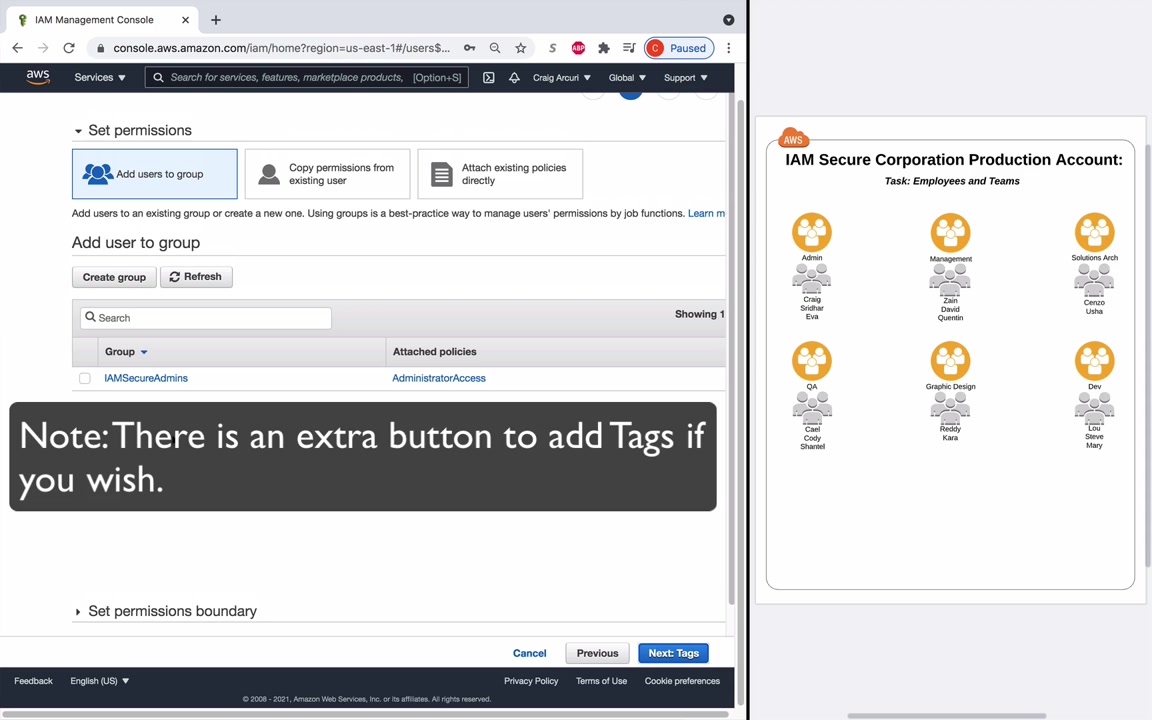 IAM Management Console
console.aws.amazon.com/iam/home?region=us-east-1#/users$...
S
ABP
C Paused
aws
Services
Search for services, features, marketplace products, [Option+S]
Craig Arcuri
Global
Support
Set permissions
Add users to group
Copy permissions from
existing user
Attach existing policies
directly
Add users to an existing group or create a new one. Using groups is a best-practice way to manage users' permissions by job functions. Learn m
Add user to group
Create group
Refresh
Search
Showing 1
Group
Attached policies
IAMSecureAdmins
AdministratorAccess
Note: There is an extra button to add Tags if
you wish.
Set permissions boundary
Cancel
Previous
Next: Tags
Feedback
English (US)
Privacy Policy
Terms of Use
Cookie preferences
© 2008 - 2021, Amazon Web Services, Inc. or its affiliates. All rights reserved.
AWS
IAM Secure Corporation Production Account:
Task: Employees and Teams
Admin
Craig
Sridhar
Eva
Management
Zain
David
Quentin
Solutions Arch
Cenzo
Usha
QA
Cael
Cody
Shantel
Graphic Design
Reddy
Kara
Dev
Lou
Steve
Mary